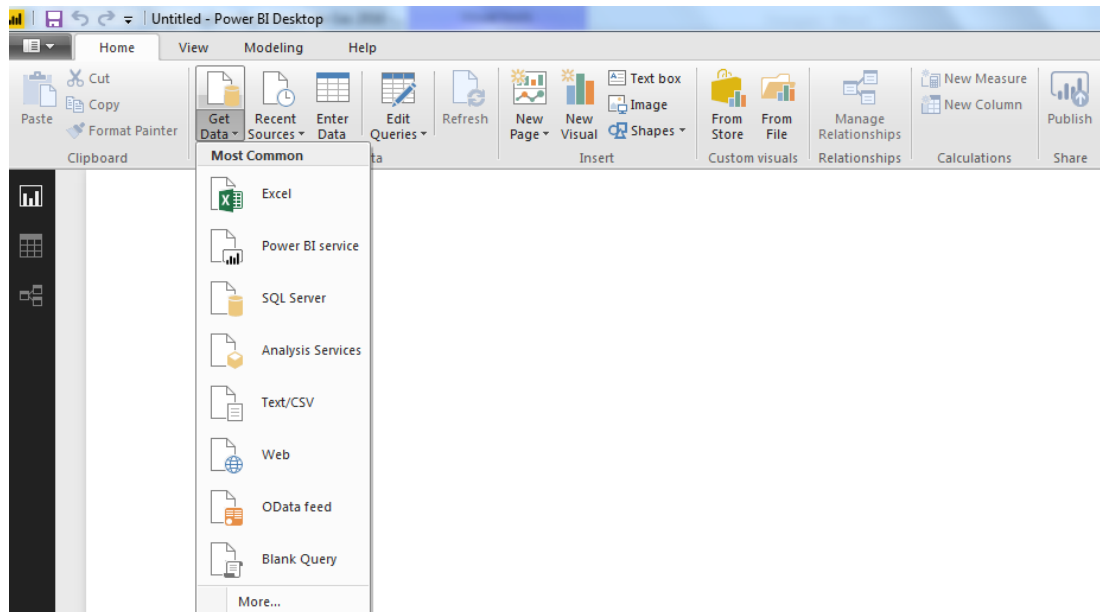 Untitled - Power BI Desktop
Home View Modeling Help
Paste
Cut
Copy
Format Painter
Clipboard
Get Data
Recent Sources
Enter Data
Edit Queries
Refresh
ta
New Page
New Visual
Text box
Image
Shapes
Insert
From Store
From File
Custom visuals
Manage Relationships
Relationships
New Measure
New Column
Calculations
Publish
Share
Most Common
Excel
Power BI service
SQL Server
Analysis Services
Text/CSV
Web
OData feed
Blank Query
More...